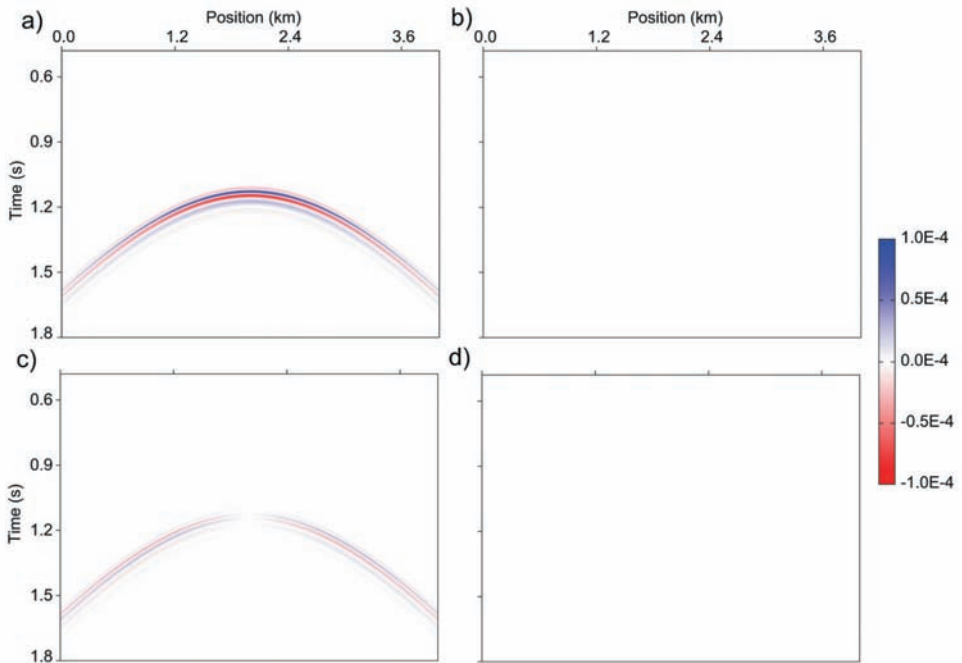 a)
Position (km)
0.0 1.2 2.4 3.6
b)
Position (km)
0.0 1.2 2.4 3.6
Time (s)
0.6
0.9
1.2
1.5
1.8
c)
Time (s)
0.6
0.9
1.2
1.5
1.8
d)
1.0E-4
0.5E-4
0.0E-4
-0.5E-4
-1.0E-4